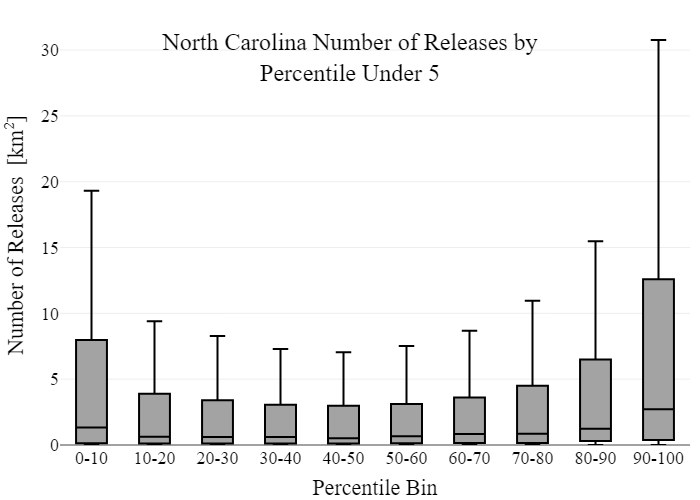 North Carolina Number of Releases by
Percentile Under 5
Number of Releases [km²]
30
25
20
15
10
5
0
0-10 10-20 20-30 30-40 40-50 50-60 60-70 70-80 80-90 90-100
Percentile Bin